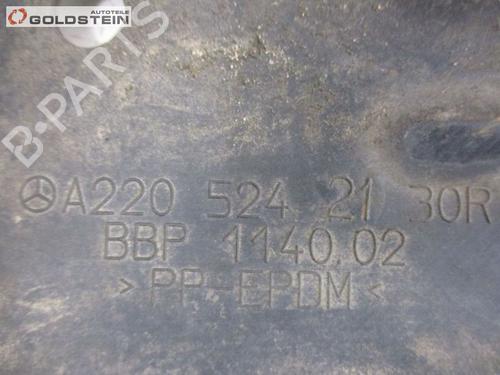 AUTOTEILE
GOLDSTEIN
B-PARTS
A220 524 21 30R
BBP 1140.02
>PP-EPDM<